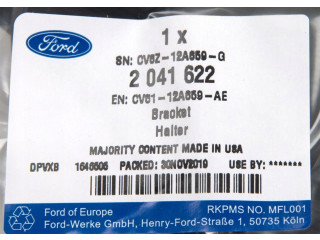 Ford
1 x
SN: CV6Z-12A659-G
2 041 622
EN: CV61-12A659-AE
Bracket
Halter
MAJORITY CONTENT MADE IN USA
DPVXB 1646606 PACKED: 30NOV2019 USE BY: *******
Ford of Europe RKPMS NO. MFL001
Ford-Werke GmbH, Henry-Ford-Straße 1, 50735 Köln